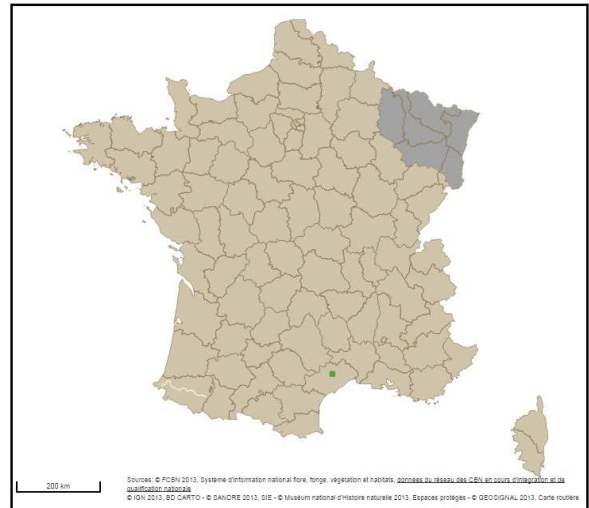 200 km
Sources: © FCBN 2013, Système d'information national flore, fonge, végétation et habitats, données du réseau des CBN en cours d'intégration et de
qualification nationale
© IGN 2013, BD CARTO - © SANDRE 2013, SIE - © Muséum national d'Histoire naturelle 2013, Espaces protégés - © GEOSIGNAL 2013, Carte routière